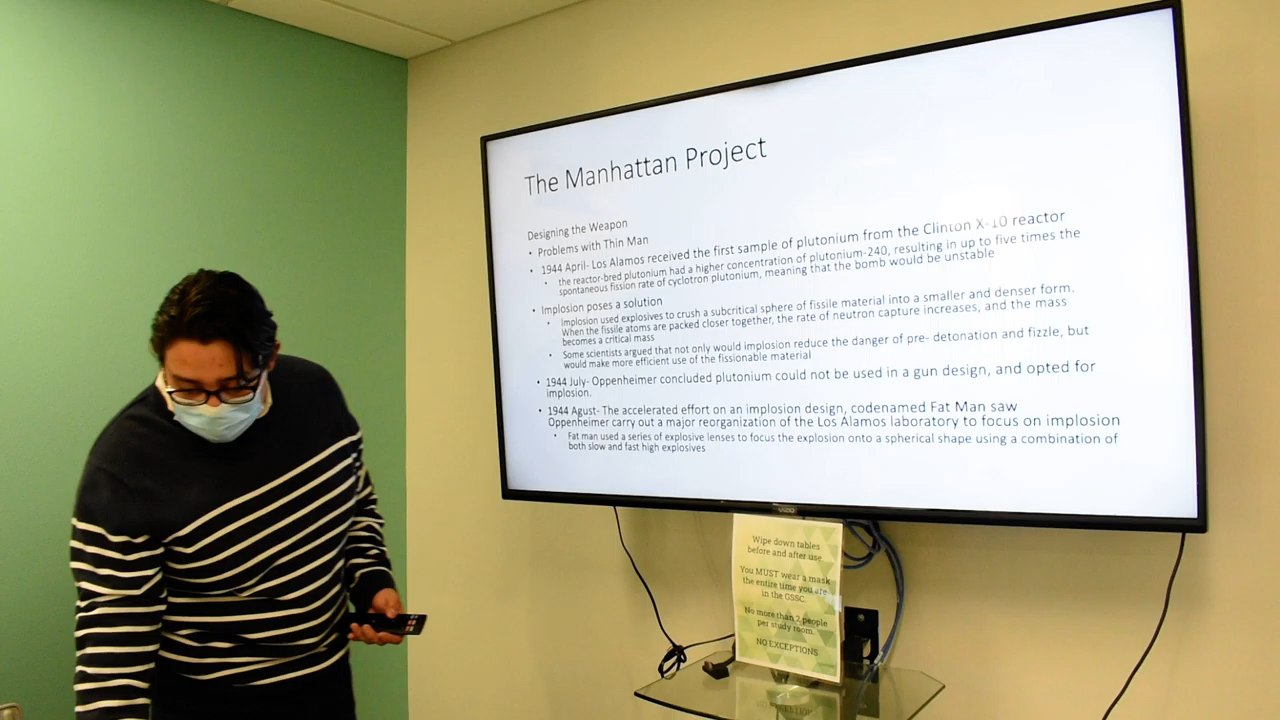 The Manhattan Project
Designing the Weapon
• Problems with Thin Man
• 1944 April- Los Alamos received the first sample of plutonium from the Clinton X-10 reactor
• the reactor-bred plutonium had a higher concentration of plutonium-240, resulting in up to five times the
spontaneous fission rate of cyclotron plutonium, meaning that the bomb would be unstable
• Implosion poses a solution
• Implosion used explosives to crush a subcritical sphere of fissile material into a smaller and denser form.
When the fissile atoms are packed closer together, the rate of neutron capture increases, and the mass
becomes a critical mass
• Some scientists argued that not only would implosion reduce the danger of pre- detonation and fizzle, but
would make more efficient use of the fissionable material
• 1944 July- Oppenheimer concluded plutonium could not be used in a gun design, and opted for
implosion.
• 1944 Agust- The accelerated effort on an implosion design, codenamed Fat Man saw
Oppenheimer carry out a major reorganization of the Los Alamos laboratory to focus on implosion
• Fat man used a series of explosive lenses to focus the explosion onto a spherical shape using a combination of
both slow and fast high explosives
VIZIO
Wipe down tables
before and after use.
You MUST wear a mask
the entire time you are
in the GSSC.
No more than 2 people
per study room.
NO EXCEPTIONS